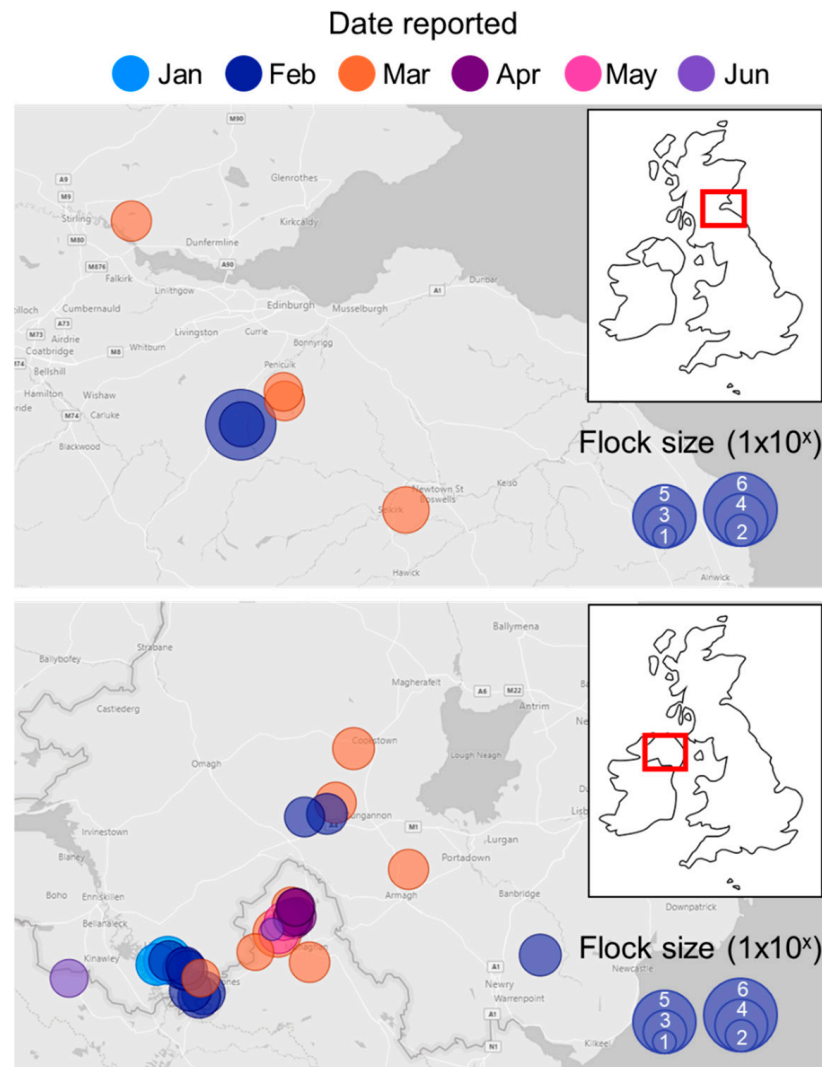 Date reported
Jan Feb Mar Apr May Jun
M90
A9
Glenrothes
M9
Stirling
Kirkcaldy
M80
Dunfermline
M876
A90
Falkirk
Linlithgow
Dunbar
A1
Edinburgh
Musselburgh
Cumbernauld
A73
M73
Airdrie
Livingston
Currie
Bonnyrigg
Coatbridge
M8
Whitburn
M74
Bellshill
Penicuik
Hamilton
Wishaw
Carluke
M74
Blackwood
Newtown St
Boswells
Kelso
Hawick
Alnwick
Flock size (1x10ˣ)
5 3 1
6 4 2
Ballymena
Strabane
Ballybofey
Magherafelt
A6
M22
Castlederg
Antrim
Cookstown
Omagh
Lough Neagh
M1
Irvinestown
Lurgan
Portadown
Boho
Enniskillen
Armagh
Banbridge
Bellanaleck
Downpatrick
Kinawley
A1
Newry
Newcastle
Warrenpoint
A1
Kilkeel
N1
Flock size (1x10ˣ)
5 3 1
6 4 2